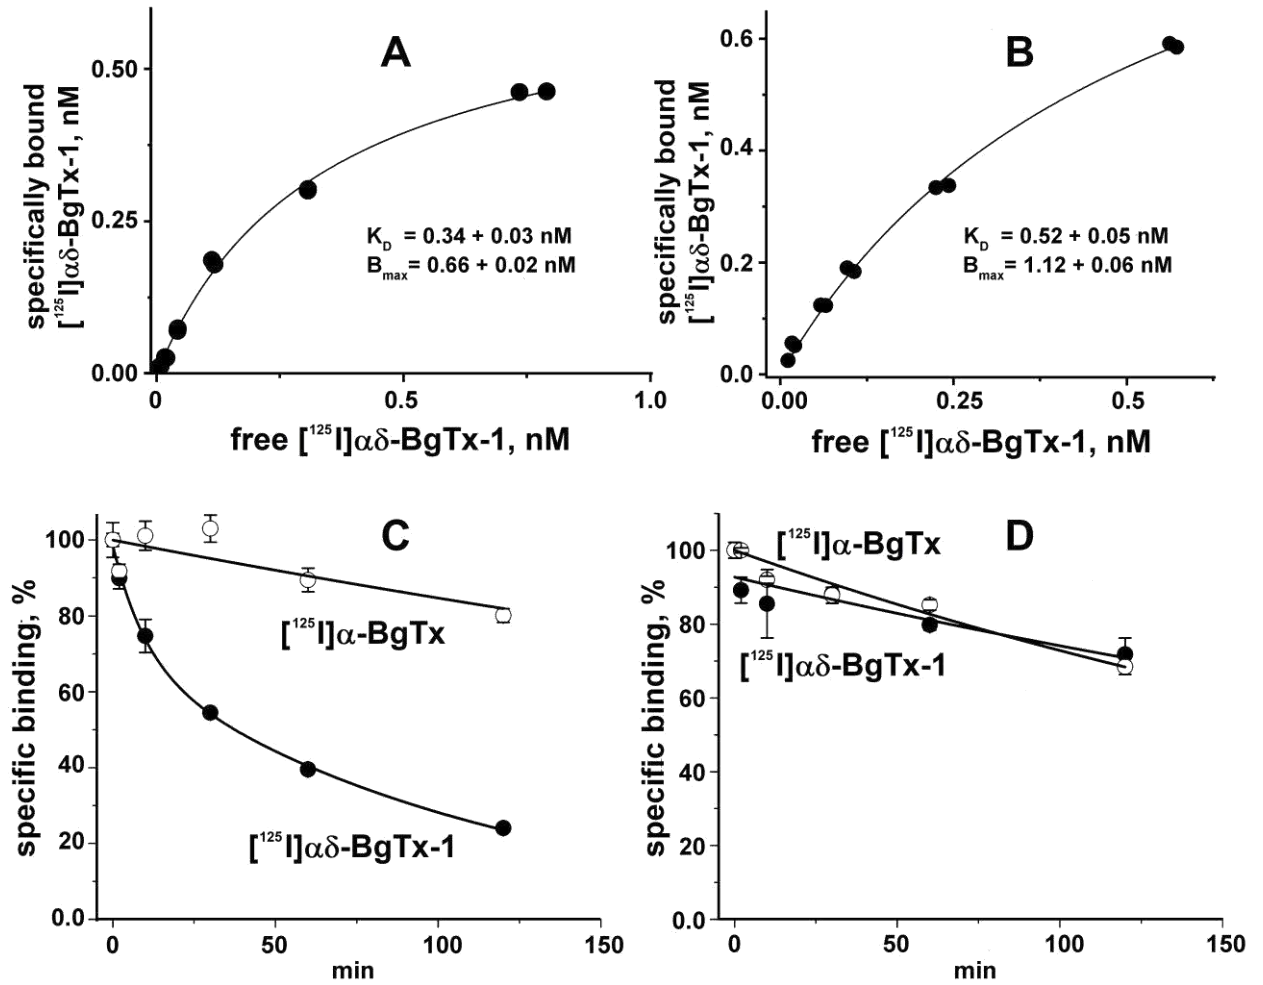 A
specifically bound
[¹²⁵I]αδ-BgTx-1, nM
0.50
0.25
0.00
K_D = 0.34 + 0.03 nM
B_max = 0.66 + 0.02 nM
0
0.5
1.0
free [¹²⁵I]αδ-BgTx-1, nM
B
specifically bound
[¹²⁵I]αδ-BgTx-1, nM
0.6
0.4
0.2
0.0
K_D = 0.52 + 0.05 nM
B_max = 1.12 + 0.06 nM
0.00
0.25
0.5
free [¹²⁵I]αδ-BgTx-1, nM
C
specific binding, %
100
80
60
40
20
0.0
[¹²⁵I]α-BgTx
[¹²⁵I]αδ-BgTx-1
0
50
100
150
min
D
specific binding, %
100
80
60
40
20
0.0
[¹²⁵I]α-BgTx
[¹²⁵I]αδ-BgTx-1
0
50
100
150
min